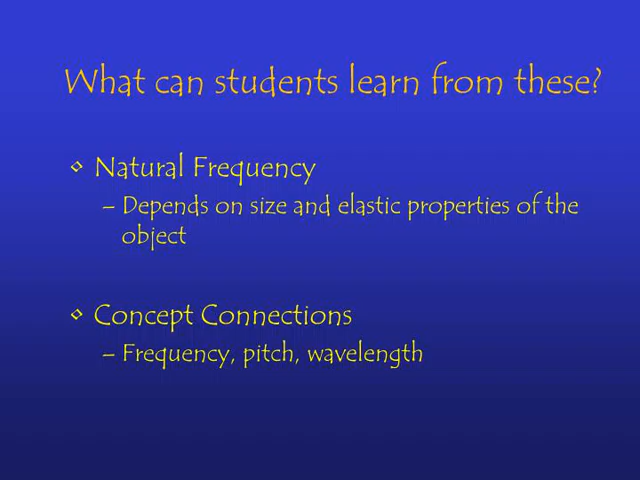 What can students learn from these?
• Natural Frequency
– Depends on size and elastic properties of the
object
• Concept Connections
– Frequency, pitch, wavelength